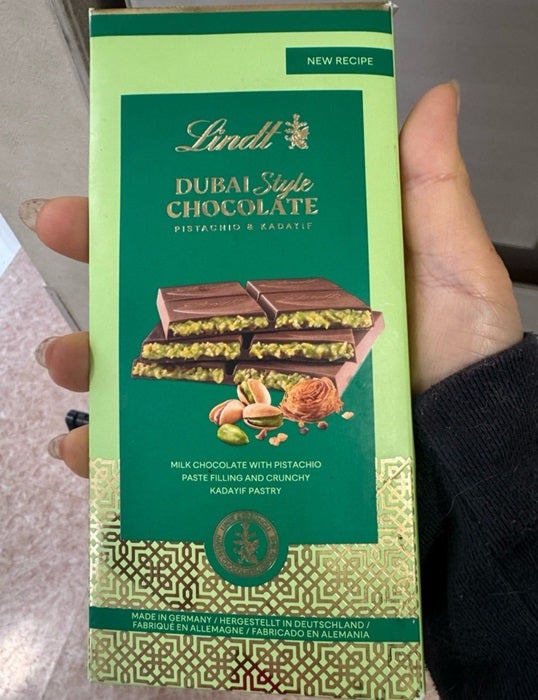 NEW RECIPE
Lindt
DUBAI Style
CHOCOLATE
PISTACHIO & KADAYIF
MILK CHOCOLATE WITH PISTACHIO
PASTE FILLING AND CRUNCHY
KADAYIF PASTRY
MADE IN GERMANY / HERGESTELLT IN DEUTSCHLAND /
FABRIQUÉ EN ALLEMAGNE / FABRICADO EN ALEMANIA